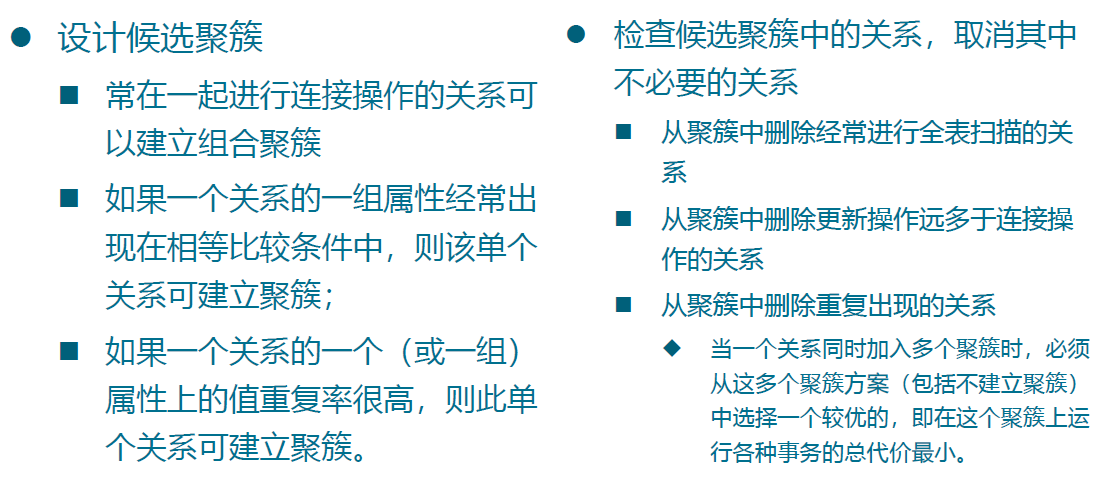 设计候选聚簇
常在一起进行连接操作的关系可
以建立组合聚簇
如果一个关系的一组属性经常出
现在相等比较条件中，则该单个
关系可建立聚簇；
如果一个关系的一个（或一组）
属性上的值重复率很高，则此单
个关系可建立聚簇。
检查候选聚簇中的关系，取消其中
不必要的关系
从聚簇中删除经常进行全表扫描的关
系
从聚簇中删除更新操作远多于连接操
作的关系
从聚簇中删除重复出现的关系
当一个关系同时加入多个聚簇时，必须
从这多个聚簇方案（包括不建立聚簇）
中选择一个较优的，即在这个聚簇上运
行各种事务的总代价最小。